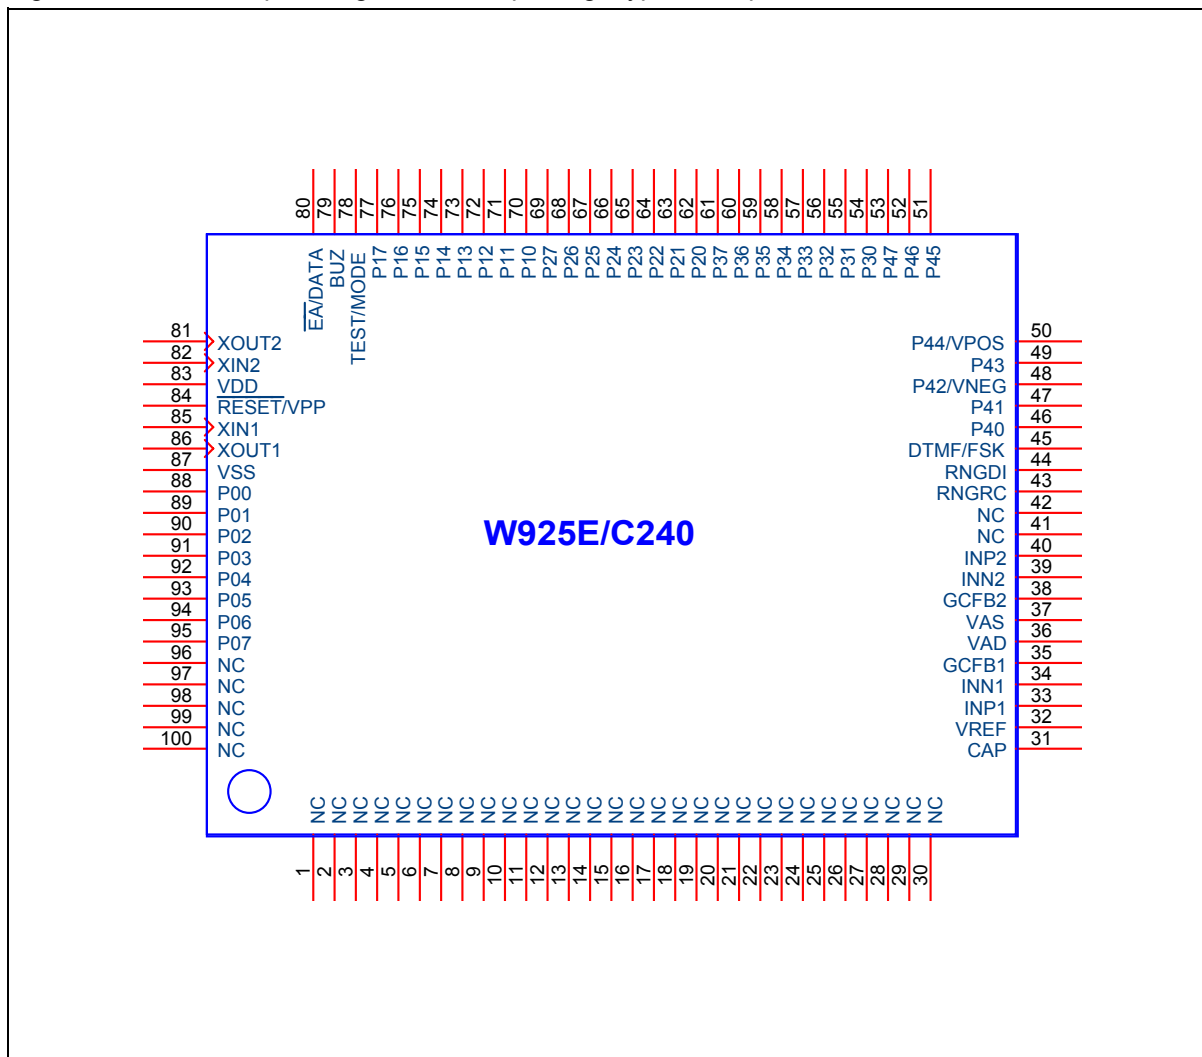 80 79 78 77 76 75 74 73 72 71 70 69 68 67 66 65 64 63 62 61 60 59 58 57 56 55 54 53 52 51
EA/DATA BUZ TEST/MODE P17 P16 P15 P14 P13 P12 P11 P10 P27 P26 P25 P24 P23 P22 P21 P20 P37 P36 P35 P34 P33 P32 P31 P30 P47 P46 P45
81 XOUT2
82 XIN2
83 VDD
84 RESET/VPP
85 XIN1
86 XOUT1
87 VSS
88 P00
89 P01
90 P02
91 P03
92 P04
93 P05
94 P06
95 P07
96 NC
97 NC
98 NC
99 NC
100 NC
W925E/C240
P44/VPOS 50
P43 49
P42/VNEG 48
P41 47
P40 46
DTMF/FSK 45
RNGDI 44
RNGRC 43
NC 42
NC 41
INP2 40
INN2 39
GCFB2 38
VAS 37
VAD 36
GCFB1 35
INN1 34
INP1 33
VREF 32
CAP 31
NC NC NC NC NC NC NC NC NC NC NC NC NC NC NC NC NC NC NC NC NC NC NC NC NC NC NC NC NC NC
1 2 3 4 5 6 7 8 9 10 11 12 13 14 15 16 17 18 19 20 21 22 23 24 25 26 27 28 29 30